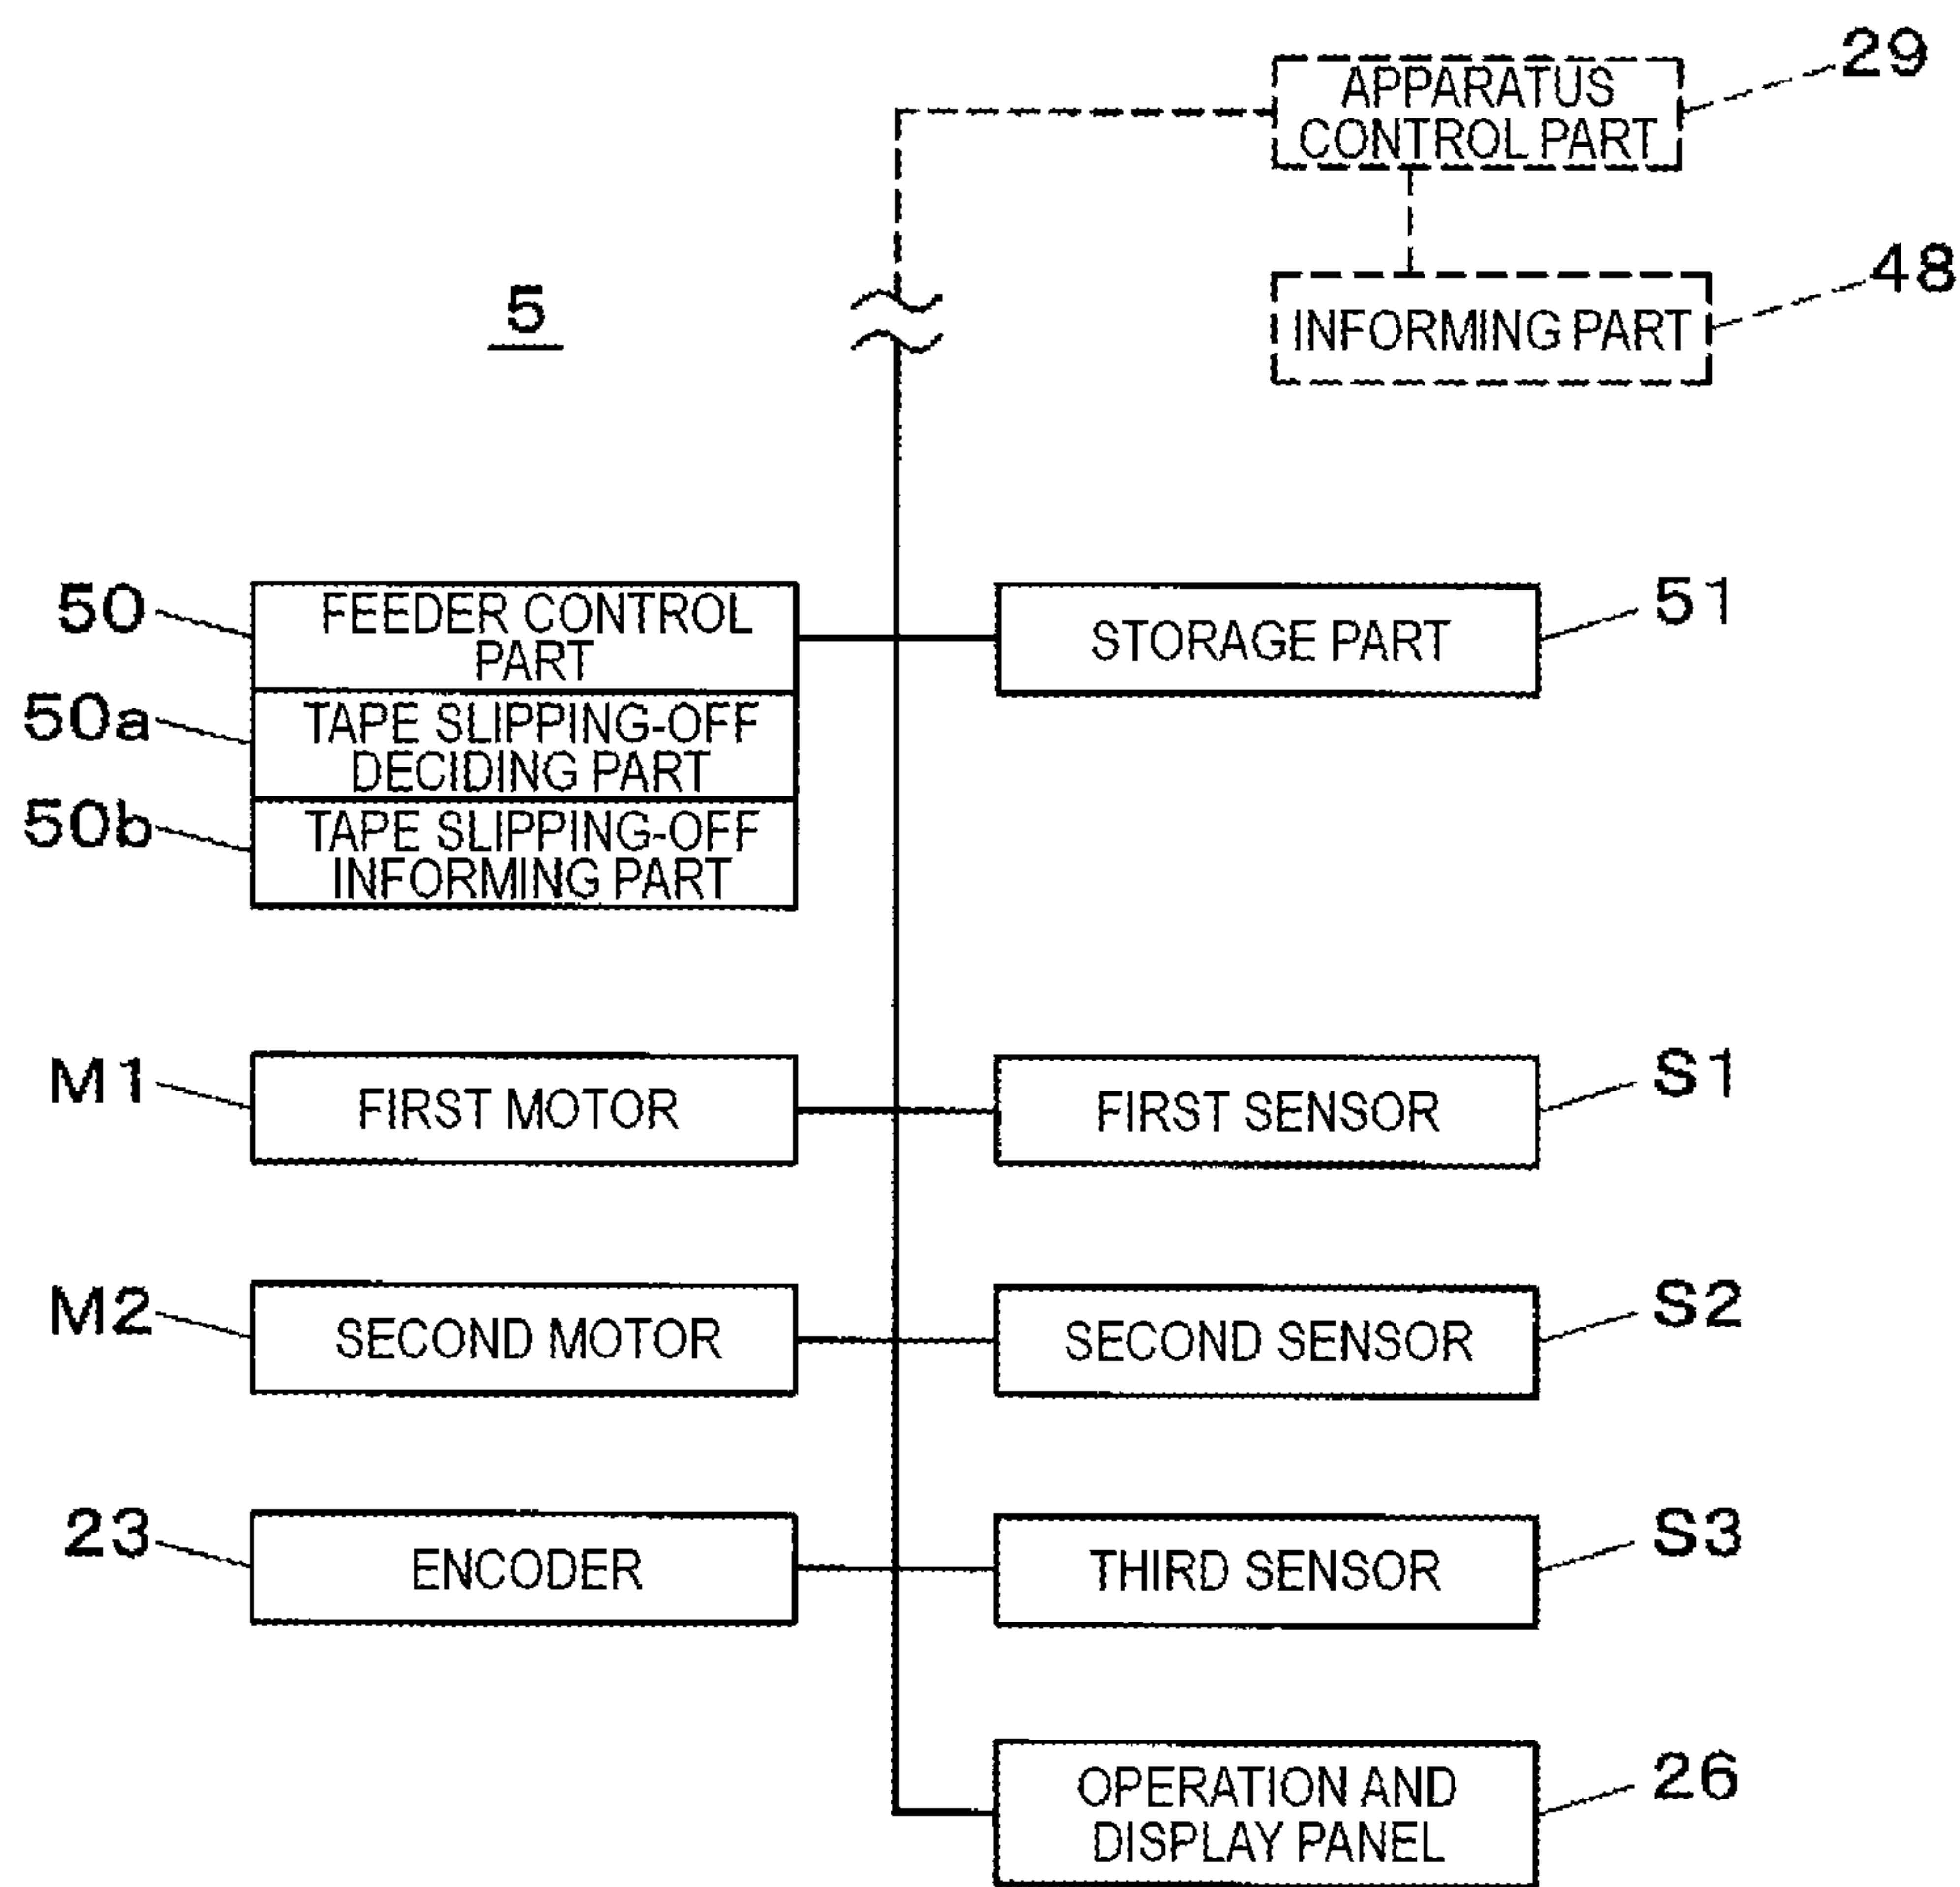 APPARATUS
CONTROL PART
29
INFORMING PART
48
5
50
FEEDER CONTROL
PART
50a
TAPE SLIPPING-OFF
DECIDING PART
50b
TAPE SLIPPING-OFF
INFORMING PART
STORAGE PART
51
M1
FIRST MOTOR
FIRST SENSOR
S1
M2
SECOND MOTOR
SECOND SENSOR
S2
23
ENCODER
THIRD SENSOR
S3
OPERATION AND
DISPLAY PANEL
26